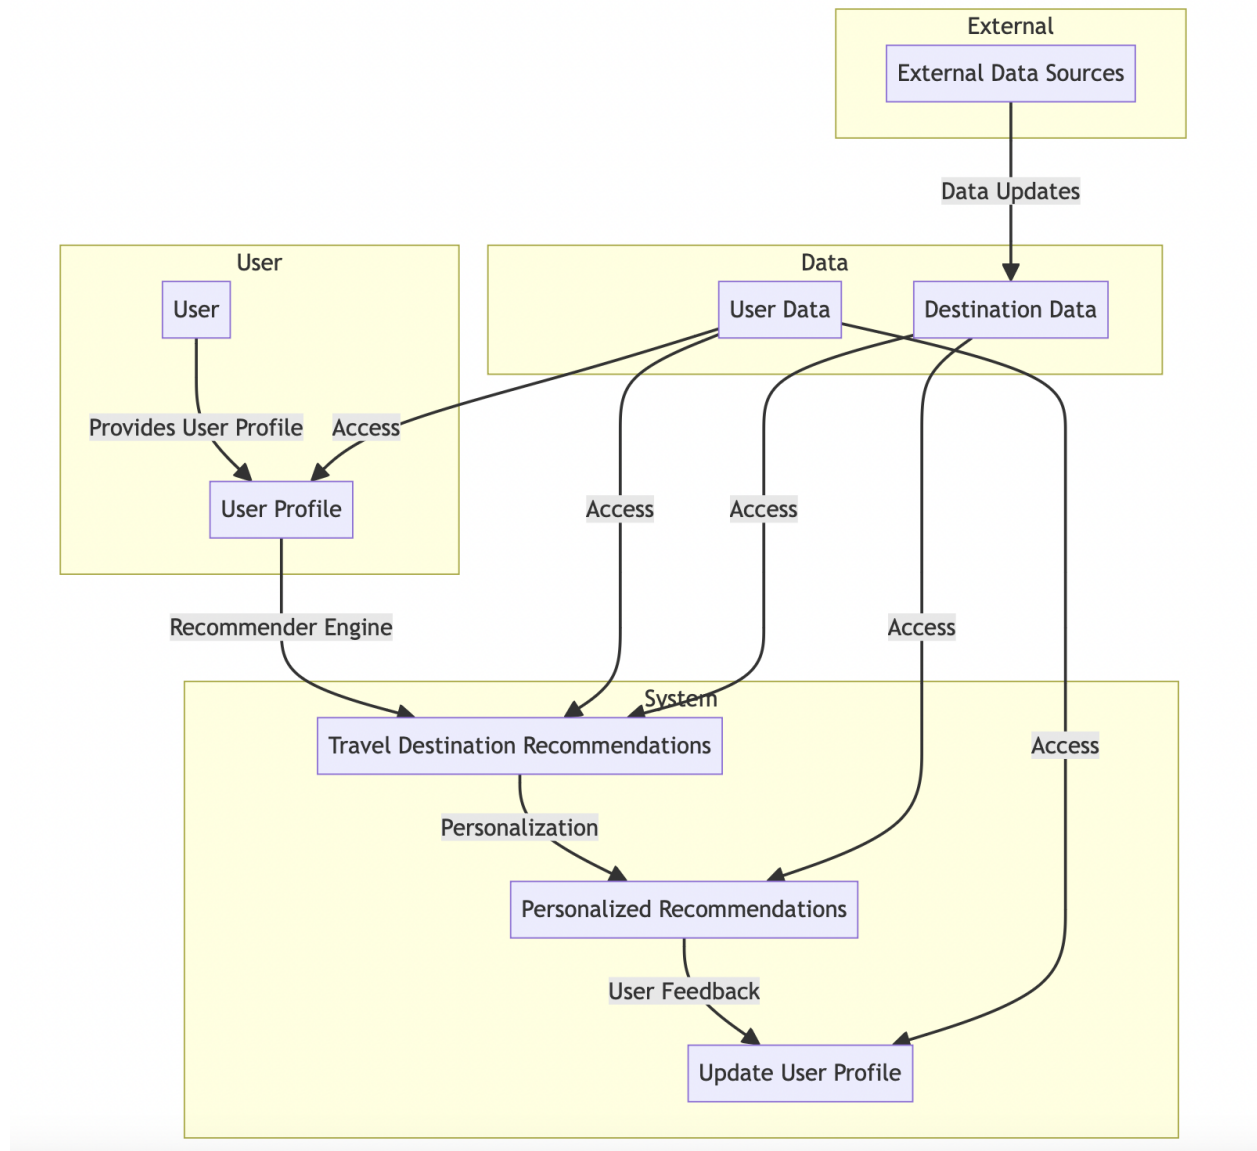 External
External Data Sources
Data Updates
User
Data
User
User Data
Destination Data
Provides User Profile
Access
User Profile
Access
Access
Recommender Engine
Access
System
Travel Destination Recommendations
Access
Personalization
Personalized Recommendations
User Feedback
Update User Profile